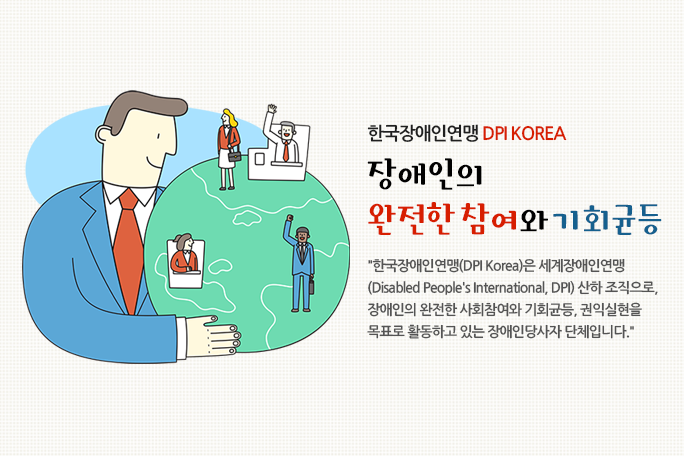 한국장애인연맹 DPI KOREA
장애인의
완전한 참여와 기회균등
"한국장애인연맹(DPI Korea)은 세계장애인연맹
(Disabled People's International, DPI) 산하 조직으로,
장애인의 완전한 사회참여와 기회균등, 권익실현을
목표로 활동하고 있는 장애인당사자 단체입니다."